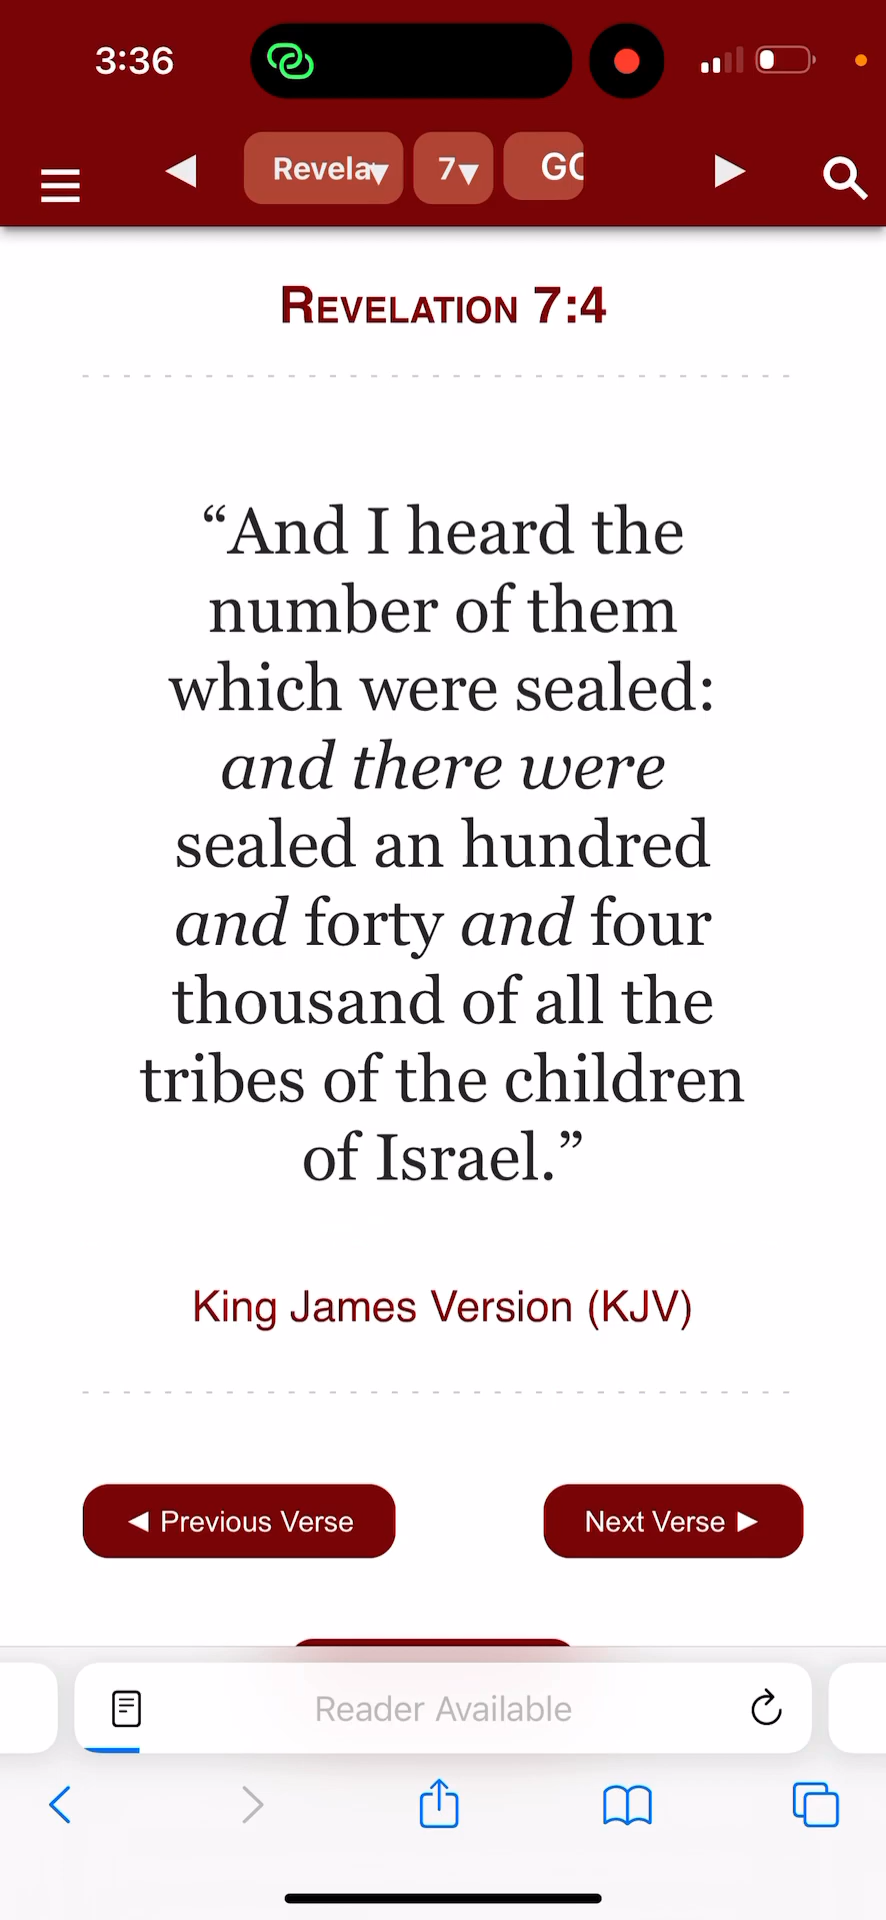 3:36
Revela 7 GO
Revelation 7:4
“And I heard the
number of them
which were sealed:
and there were
sealed an hundred
and forty and four
thousand of all the
tribes of the children
of Israel.”
King James Version (KJV)
◀ Previous Verse
Next Verse ▶
Reader Available